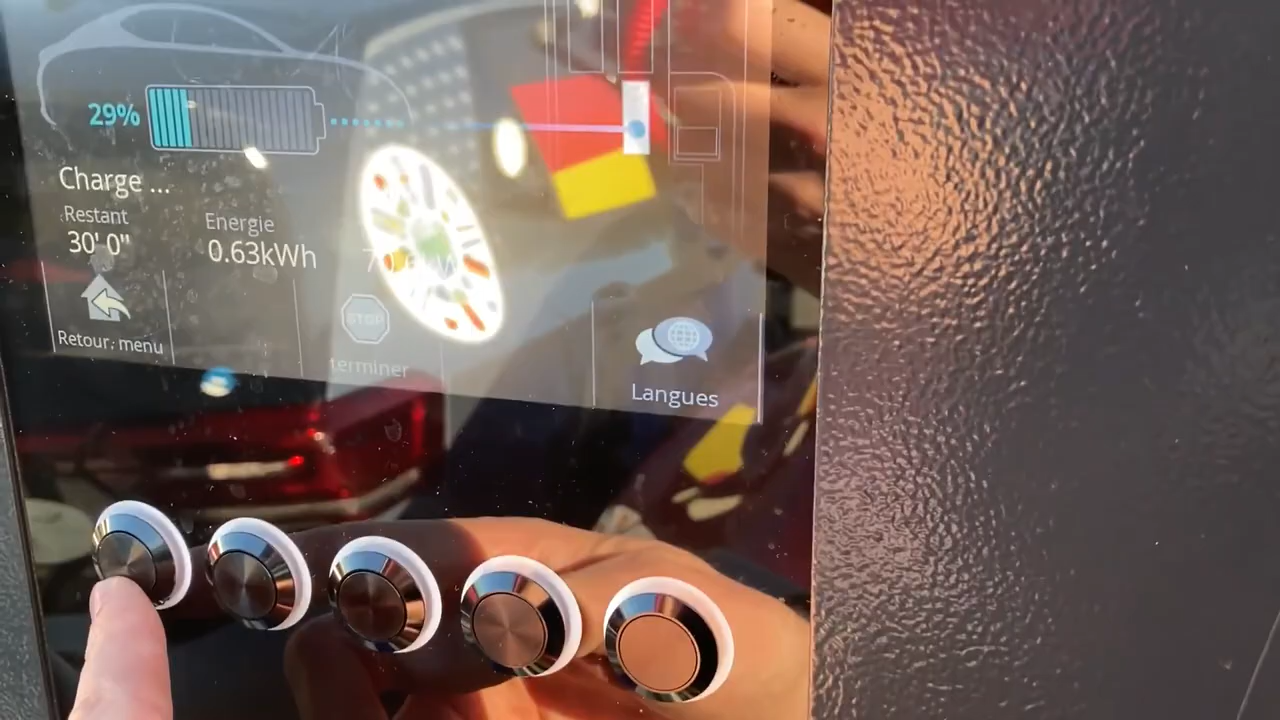 29%
Charge ...
Restant
Energie
30' 0"
0.63kWh
STOP
Retour. menu
terminer
Langues